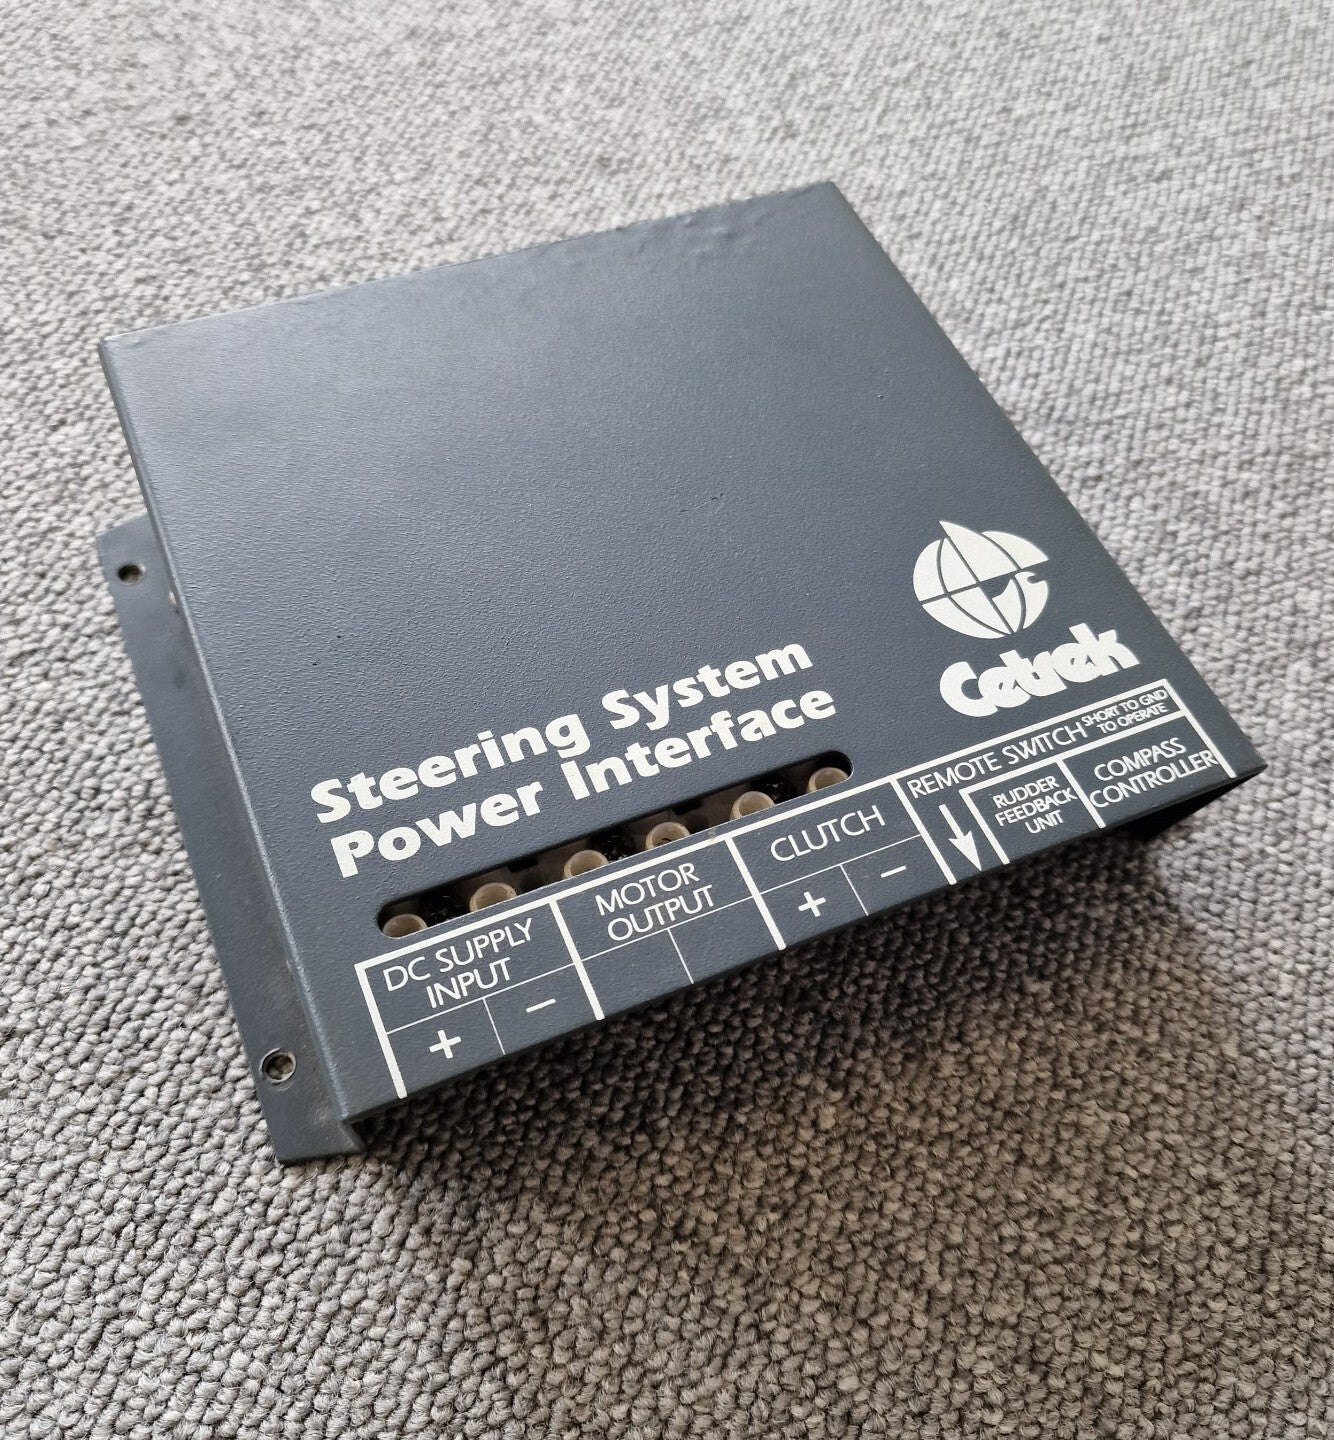 Cetrek
Steering System
Power Interface
DC SUPPLY
INPUT
+ −
MOTOR
OUTPUT
CLUTCH
+ −
REMOTE SWITCH
SHORT TO GND
TO OPERATE
RUDDER
FEEDBACK
UNIT
COMPASS
CONTROLLER